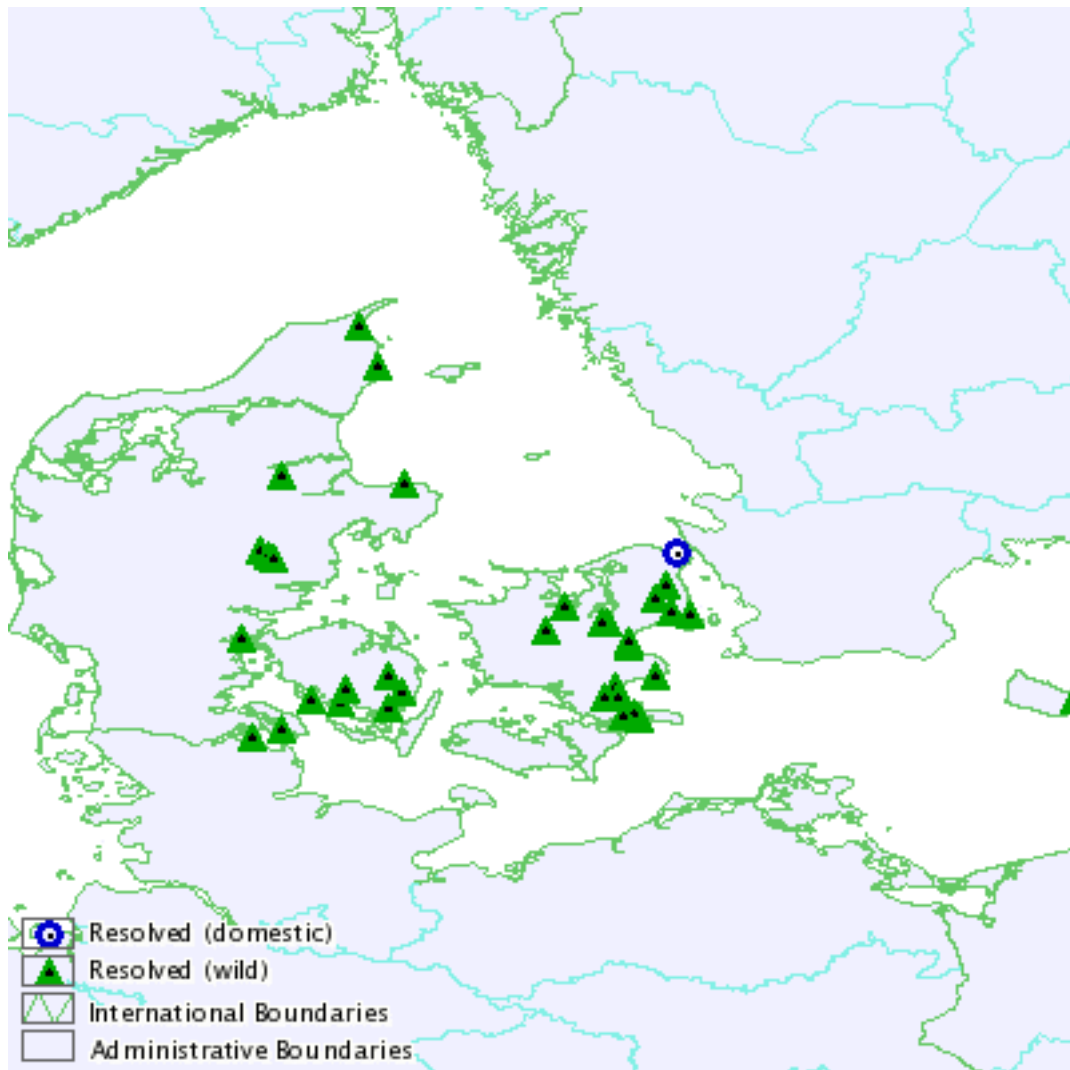 Resolved (domestic)
Resolved (wild)
International Boundaries
Administrative Boundaries